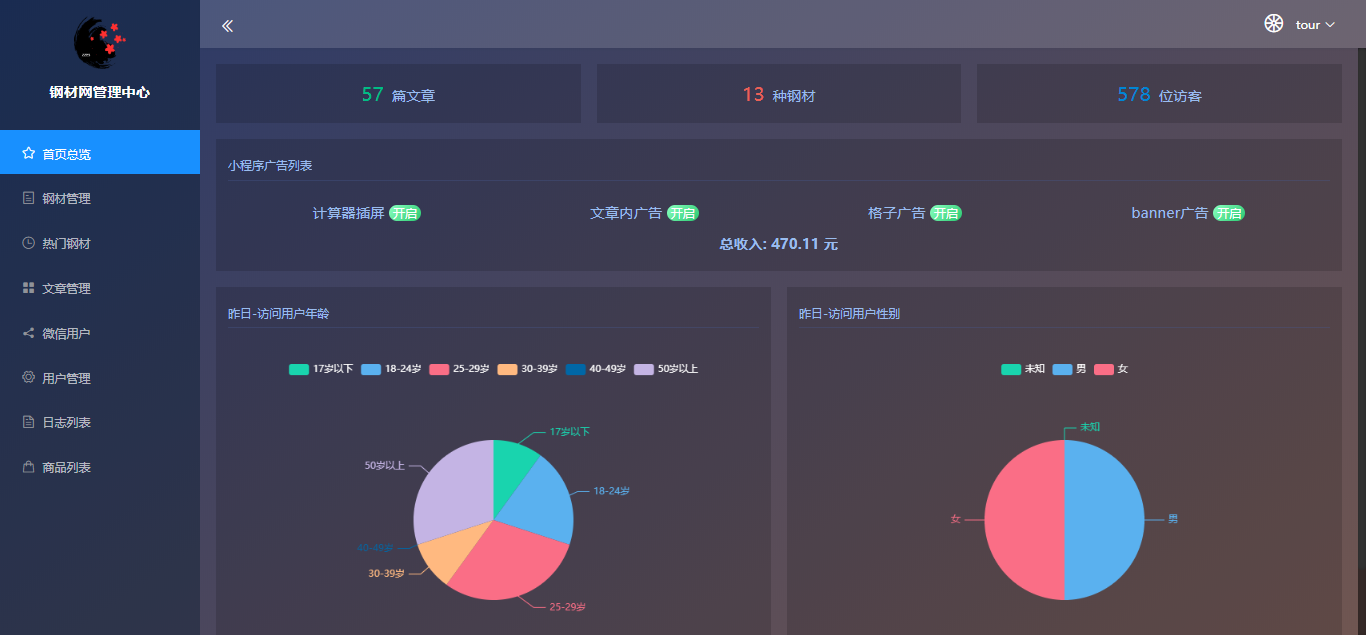 tour
钢材网管理中心
首页总览
钢材管理
热门钢材
文章管理
微信用户
用户管理
日志列表
商品列表
57 篇文章
13 种钢材
578 位访客
小程序广告列表
计算器插屏 开启
文章内广告 开启
格子广告 开启
banner广告 开启
总收入: 470.11 元
昨日-访问用户年龄
17岁以下 18-24岁 25-29岁 30-39岁 40-49岁 50岁以上
17岁以下
50岁以上
18-24岁
40-49岁
30-39岁
25-29岁
昨日-访问用户性别
未知 男 女
未知
女
男